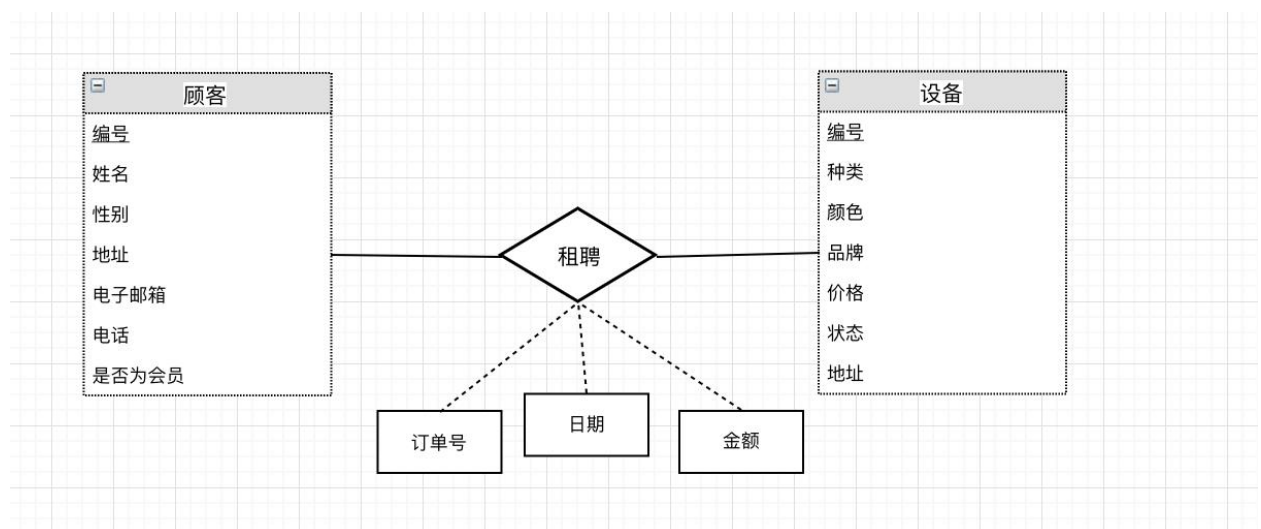 顾客
编号
姓名
性别
地址
电子邮箱
电话
是否为会员
租聘
订单号
日期
金额
设备
编号
种类
颜色
品牌
价格
状态
地址